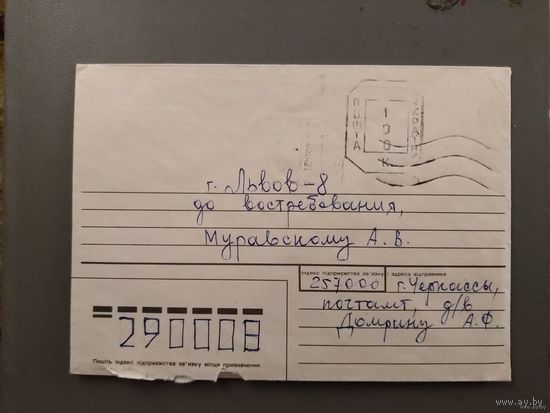 ПОШТА
100 К
УКРАЇНА
г. Львов-8
до востребования,
Муравскому А. В.
Індекс підприємства зв'язку і адреса відправника
257000 г. Черкассы,
почтамт, д/в
Домрину А.Ф.
290008
Пишіть індекс підприємства зв'язку місця призначення
www.ay.by